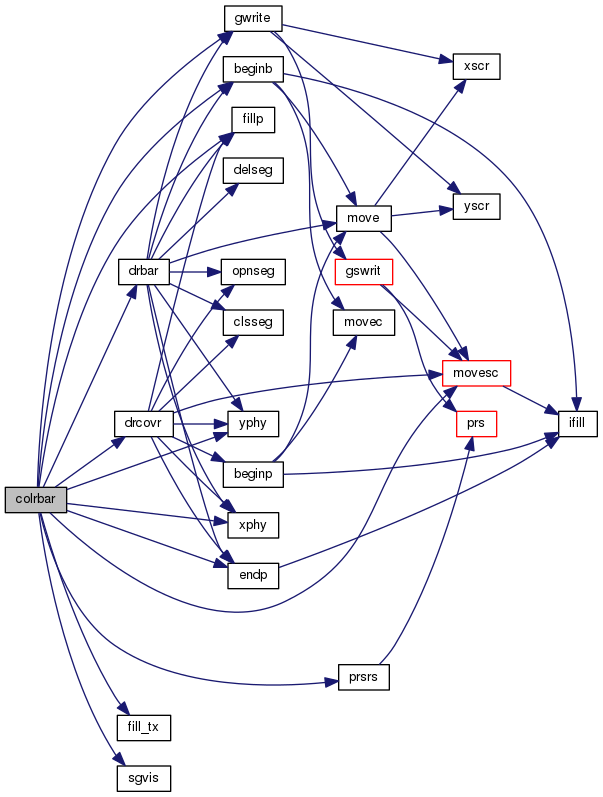 gwrite
beginb
xscr
fillp
delseg
yscr
move
drbar
opnseg
gswrit
clsseg
movec
movesc
drcovr
yphy
prs
ifill
beginp
colrbar
xphy
endp
prsrs
fill_tx
sgvis